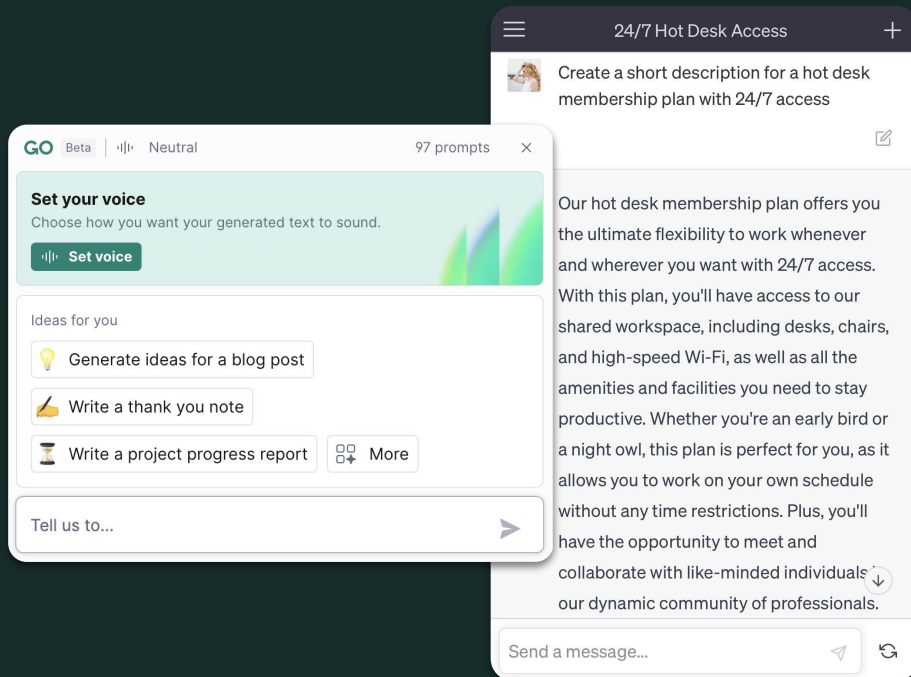 GO Beta Neutral 97 prompts
Set your voice
Choose how you want your generated text to sound.
Set voice
Ideas for you
Generate ideas for a blog post
Write a thank you note
Write a project progress report More
Tell us to...
24/7 Hot Desk Access
Create a short description for a hot desk
membership plan with 24/7 access
Our hot desk membership plan offers you
the ultimate flexibility to work whenever
and wherever you want with 24/7 access.
With this plan, you'll have access to our
shared workspace, including desks, chairs,
and high-speed Wi-Fi, as well as all the
amenities and facilities you need to stay
productive. Whether you're an early bird or
a night owl, this plan is perfect for you, as it
allows you to work on your own schedule
without any time restrictions. Plus, you'll
have the opportunity to meet and
collaborate with like-minded individuals
our dynamic community of professionals.
Send a message...